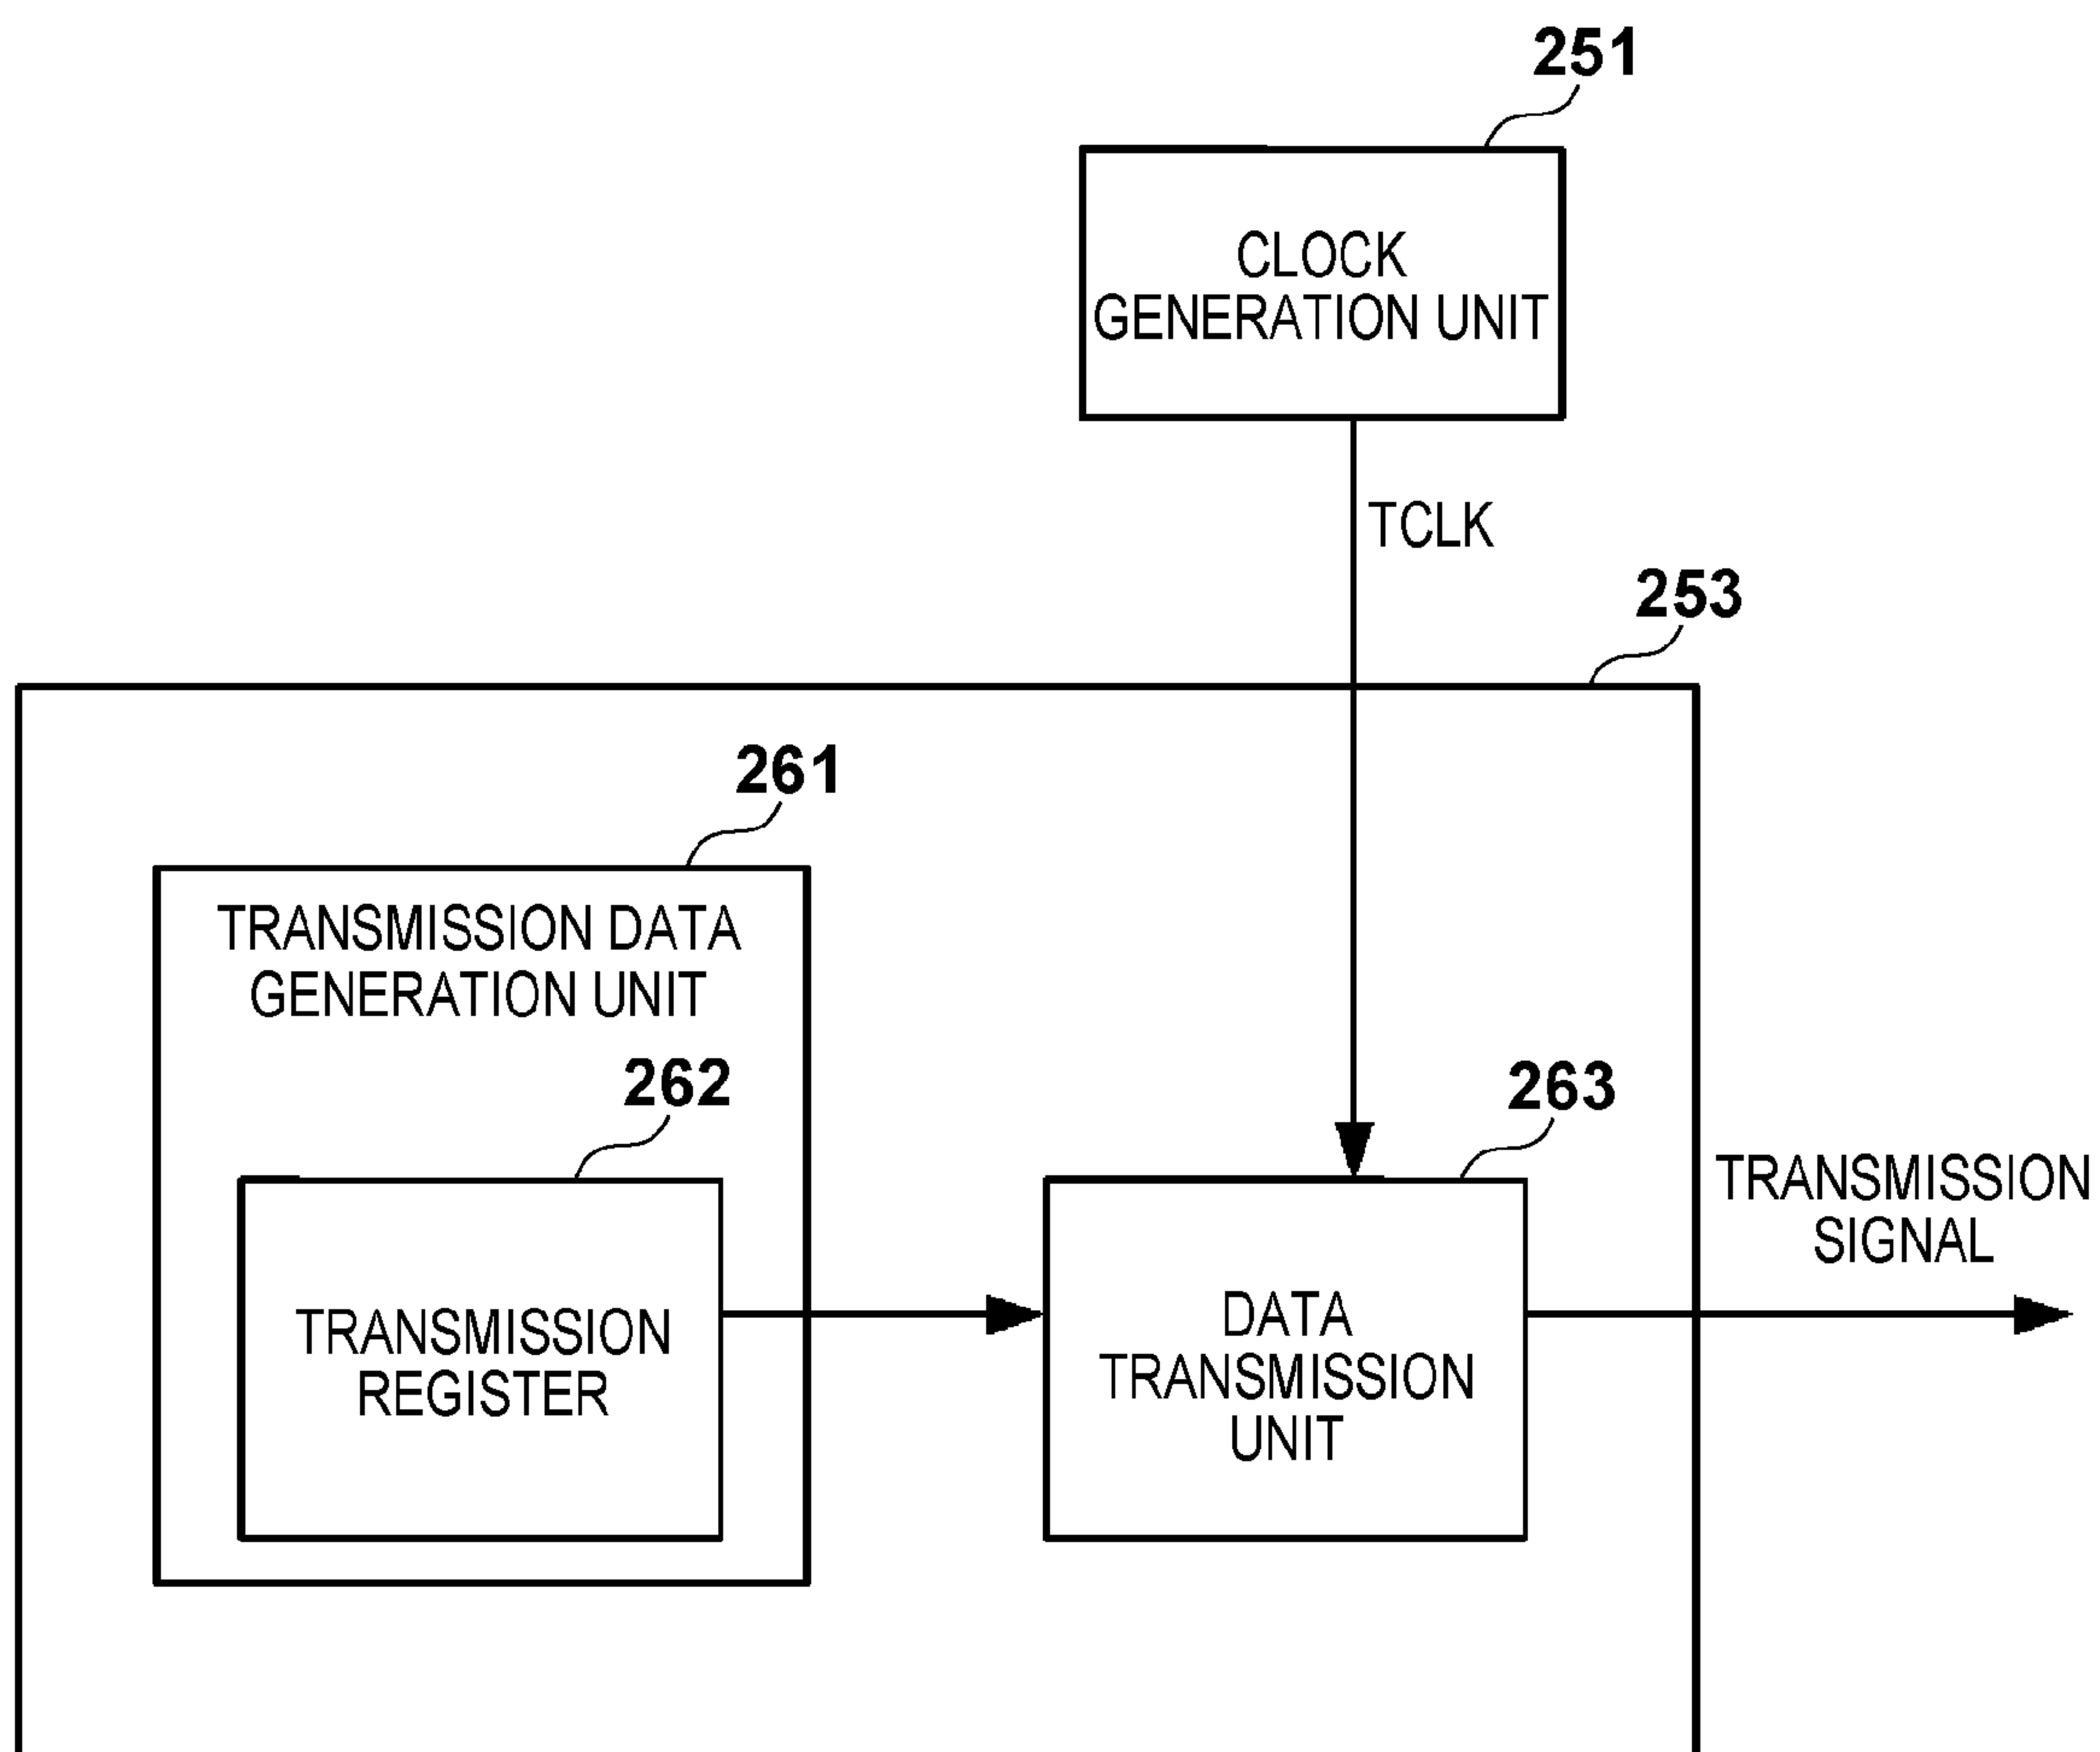 251
CLOCK
GENERATION UNIT
TCLK
253
261
TRANSMISSION DATA
GENERATION UNIT
262
263
TRANSMISSION
REGISTER
DATA
TRANSMISSION
UNIT
TRANSMISSION
SIGNAL